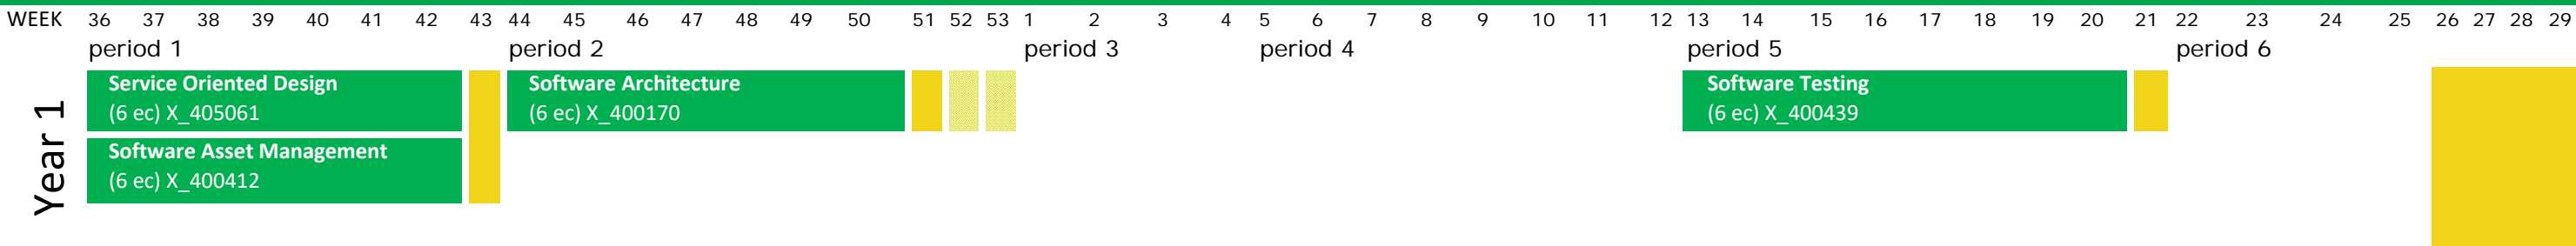 WEEK 36 37 38 39 40 41 42 43 44 45 46 47 48 49 50 51 52 53 1 2 3 4 5 6 7 8 9 10 11 12 13 14 15 16 17 18 19 20 21 22 23 24 25 26 27 28 29
period 1 period 2 period 3 period 4 period 5 period 6
Year 1
Service Oriented Design
(6 ec) X_405061
Software Asset Management
(6 ec) X_400412
Software Architecture
(6 ec) X_400170
Software Testing
(6 ec) X_400439